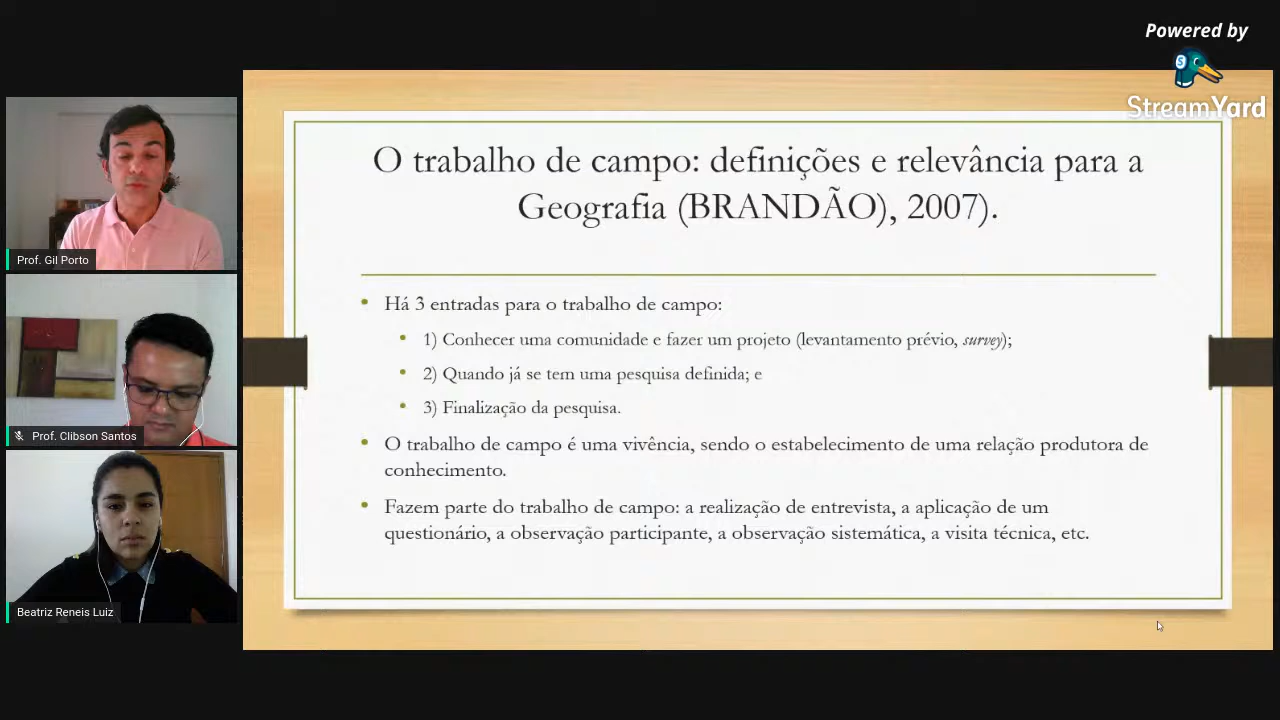 Powered by
StreamYard
Prof. Gil Porto
Prof. Clibson Santos
Beatriz Reneis Luiz
O trabalho de campo: definições e relevância para a
Geografia (BRANDÃO), 2007).
• Há 3 entradas para o trabalho de campo:
• 1) Conhecer uma comunidade e fazer um projeto (levantamento prévio, survey);
• 2) Quando já se tem uma pesquisa definida; e
• 3) Finalização da pesquisa.
• O trabalho de campo é uma vivência, sendo o estabelecimento de uma relação produtora de
conhecimento.
• Fazem parte do trabalho de campo: a realização de entrevista, a aplicação de um
questionário, a observação participante, a observação sistemática, a visita técnica, etc.